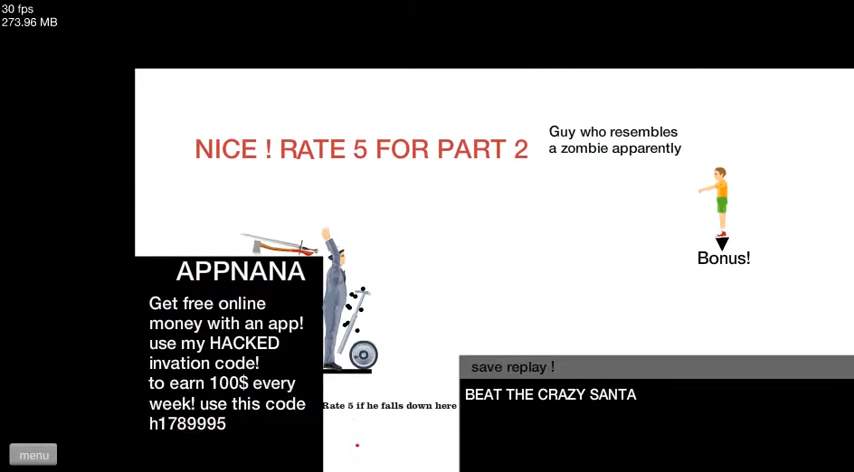 30 fps
273.96 MB
NICE ! RATE 5 FOR PART 2
Guy who resembles
a zombie apparently
Bonus!
APPNANA
Get free online
money with an app!
use my HACKED
invation code!
to earn 100$ every
week! use this code
h1789995
Rate 5 if he falls down here
save replay !
BEAT THE CRAZY SANTA
menu